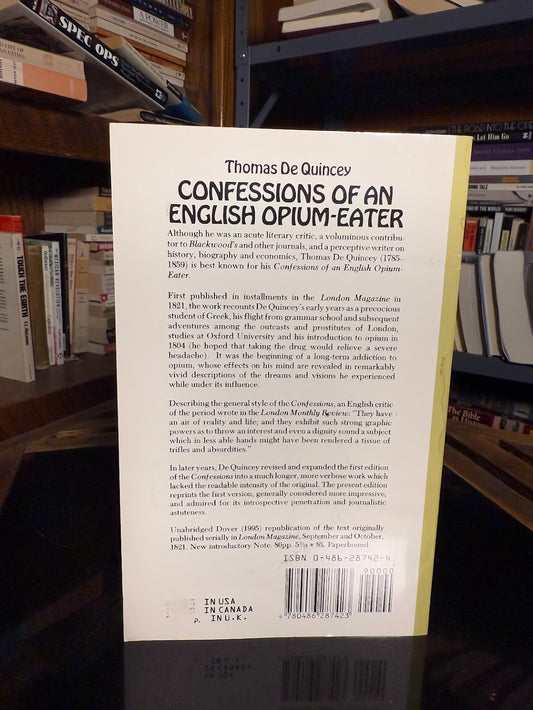 SPEC OPS
A POWER
TOUCH THE EARTH
The Bible
as History
Thomas De Quincey
CONFESSIONS OF AN
ENGLISH OPIUM-EATER
Although he was an acute literary critic, a voluminous contribu-
tor to Blackwood's and other journals, and a perceptive writer on
history, biography and economics, Thomas De Quincey (1785–
1859) is best known for his Confessions of an English Opium-
Eater.
First published in installments in the London Magazine in
1821, the work recounts De Quincey's early years as a precocious
student of Greek, his flight from grammar school and subsequent
adventures among the outcasts and prostitutes of London,
studies at Oxford University and his introduction to opium in
1804 (he hoped that taking the drug would relieve a severe
headache). It was the beginning of a long-term addiction to
opium, whose effects on his mind are revealed in remarkably
vivid descriptions of the dreams and visions he experienced
while under its influence.
Describing the general style of the Confessions, an English critic
of the period wrote in the London Monthly Review: "They have
an air of reality and life; and they exhibit such strong graphic
powers as to throw an interest and even a dignity round a subject
which in less able hands might have been rendered a tissue of
trifles and absurdities."
In later years, De Quincey revised and expanded the first edition
of the Confessions into a much longer, more verbose work which
lacked the readable intensity of the original. The present edition
reprints the first version, generally considered more impressive,
and admired for its introspective penetration and journalistic
astuteness.
Unabridged Dover (1995) republication of the text originally
published serially in London Magazine, September and October,
1821. New introductory Note. 80pp. 5 3/16 × 8¼. Paperbound.
ISBN 0-486-28742-4
90000
9 780486 287423
IN USA
IN CANADA
P. IN U.K.